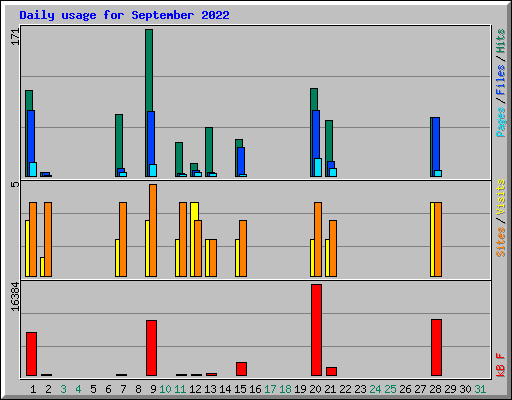 Daily usage for September 2022
171
Pages / Files / Hits
5
Sites / Visits
16384
kB F
1 2 3 4 5 6 7 8 9 10 11 12 13 14 15 16 17 18 19 20 21 22 23 24 25 26 27 28 29 30 31